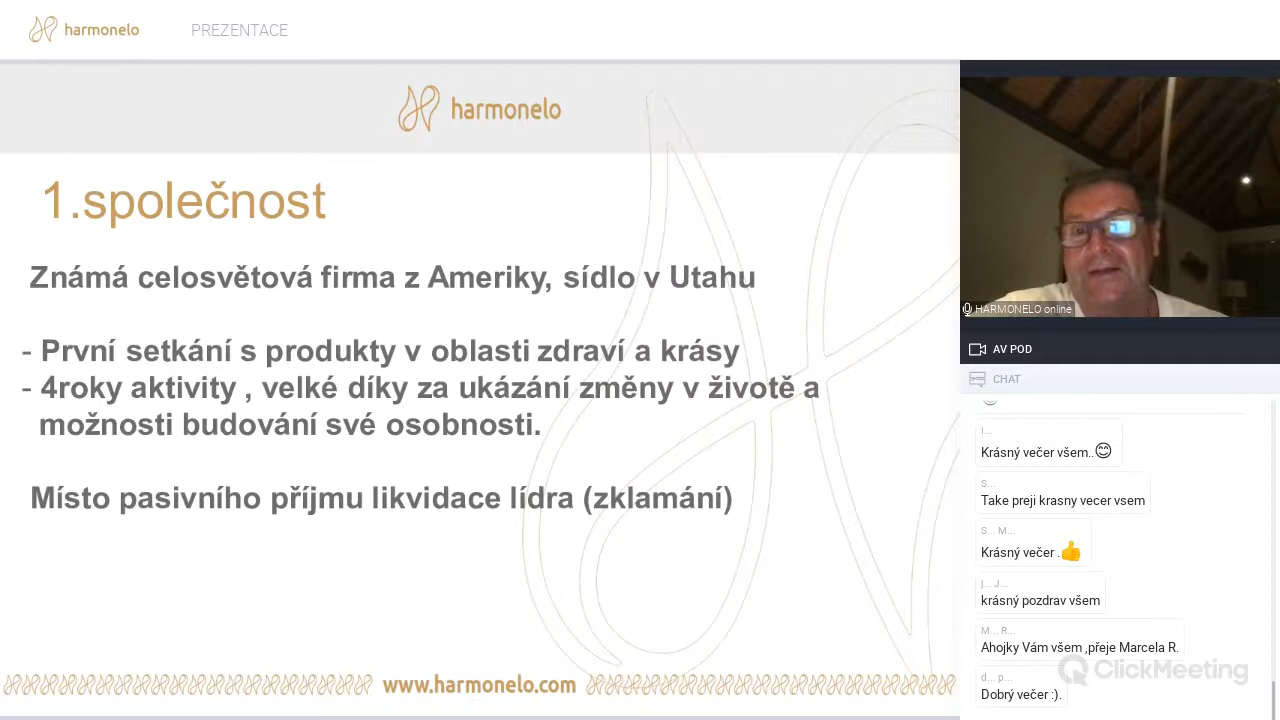 harmonelo
PREZENTACE
harmonelo
1.společnost
Známá celosvětová firma z Ameriky, sídlo v Utahu
- První setkání s produkty v oblasti zdraví a krásy
- 4roky aktivity , velké díky za ukázání změny v životě a
možnosti budování své osobnosti.
Místo pasivního příjmu likvidace lídra (zklamání)
www.harmonelo.com
HARMONELO online
AV POD
CHAT
I...
Krásný večer všem..😊
S...
Take preji krasny vecer vsem
S... M...
Krásný večer .👍
j... J...
krásný pozdrav všem
M... R...
Ahojky Vám všem ,přeje Marcela R.
d... p...
Dobrý večer :).
ClickMeeting